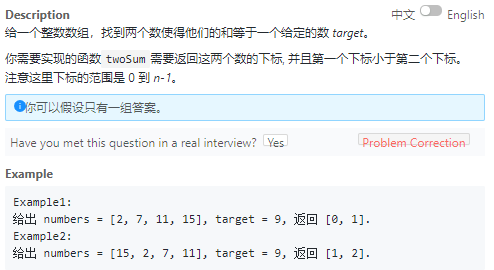 Description
中文 English
给一个整数数组，找到两个数使得他们的和等于一个给定的数 target。
你需要实现的函数 twoSum 需要返回这两个数的下标, 并且第一个下标小于第二个下标。
注意这里下标的范围是 0 到 n-1。
你可以假设只有一组答案。
Have you met this question in a real interview? Yes Problem Correction
Example
Example1:
给出 numbers = [2, 7, 11, 15], target = 9, 返回 [0, 1].
Example2:
给出 numbers = [15, 2, 7, 11], target = 9, 返回 [1, 2].